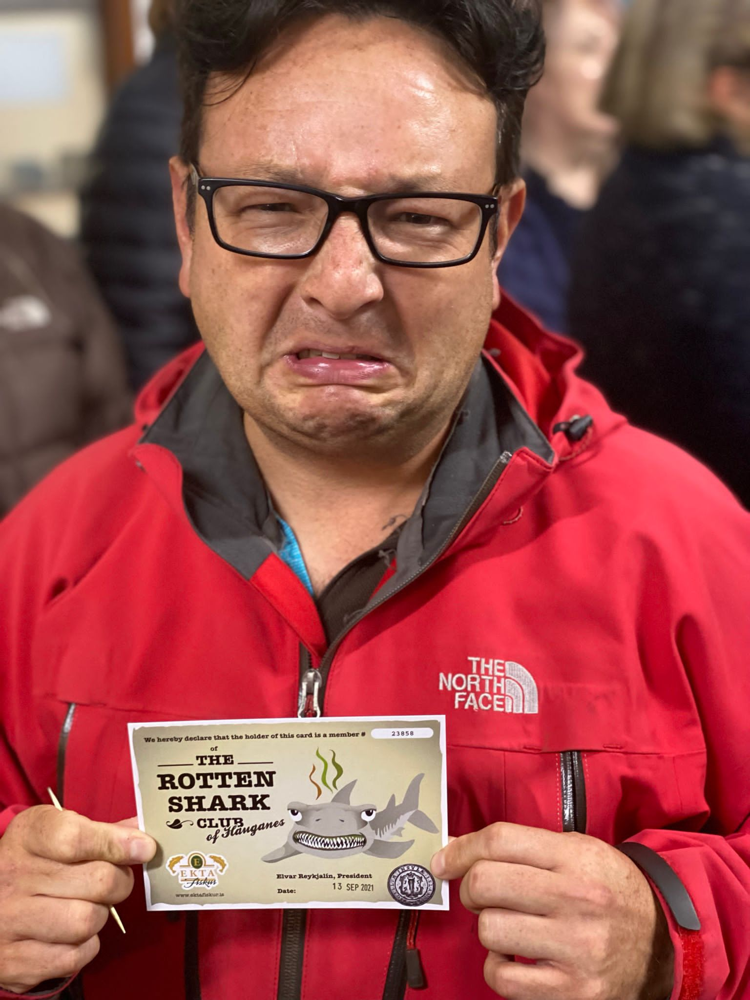 THE
NORTH
FACE
We hereby declare that the holder of this card is a member # 23858
of
THE
ROTTEN
SHARK
CLUB
of Hauganes
E
EKTA
fiskur
www.ektafiskur.is
Elvar Reykjalín, President
Date: 13 SEP 2021